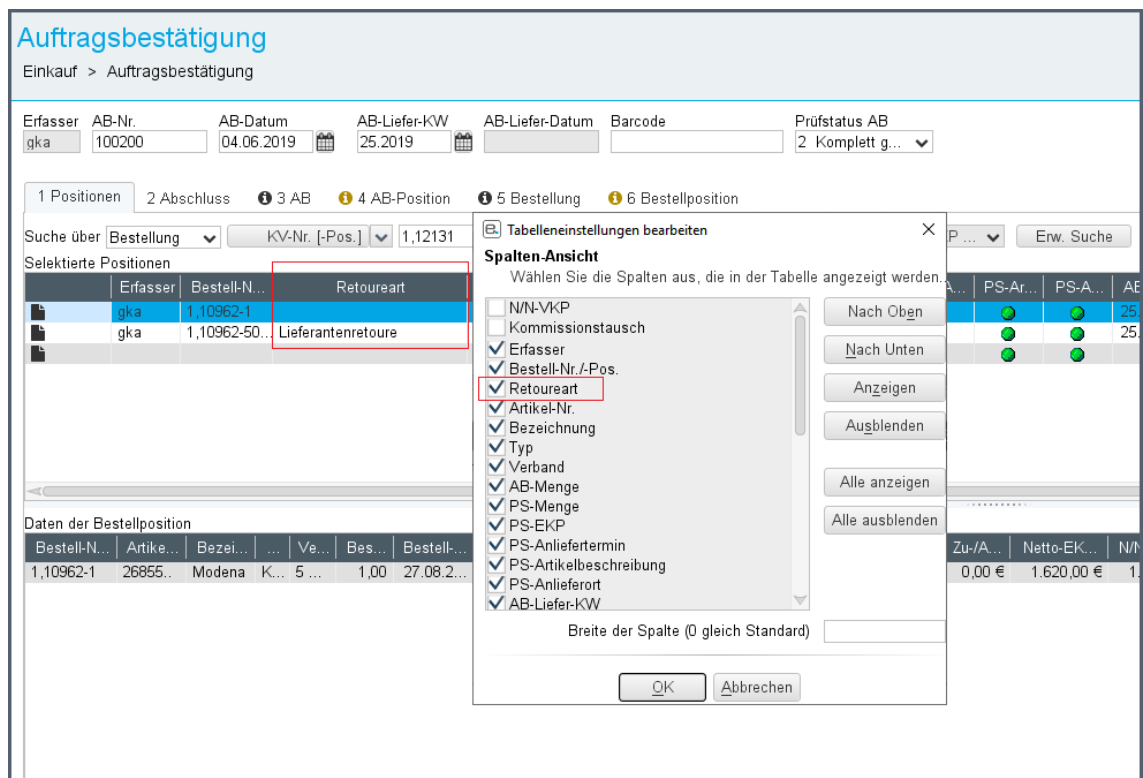 Auftragsbestätigung
Einkauf > Auftragsbestätigung
Erfasser AB-Nr. AB-Datum AB-Liefer-KW AB-Liefer-Datum Barcode Prüfstatus AB
gka 100200 04.06.2019 25.2019 2 Komplett g...
1 Positionen 2 Abschluss 3 AB 4 AB-Position 5 Bestellung 6 Bestellposition
Suche über Bestellung KV-Nr. [-Pos.] 1,12131 P ... Erw. Suche
Selektierte Positionen
Erfasser Bestell-N... Retoureart A... PS-Ar... PS-A... AE
gka 1,10962-1 25.
gka 1,10962-50... Lieferantenretoure 25.
Tabelleneinstellungen bearbeiten
Spalten-Ansicht
Wählen Sie die Spalten aus, die in der Tabelle angezeigt werden.
N/N-VKP
Kommissionstausch
Erfasser
Bestell-Nr./-Pos.
Retoureart
Artikel-Nr.
Bezeichnung
Typ
Verband
AB-Menge
PS-Menge
PS-EKP
PS-Anliefertermin
PS-Artikelbeschreibung
PS-Anlieferort
AB-Liefer-KW
Nach Oben
Nach Unten
Anzeigen
Ausblenden
Alle anzeigen
Alle ausblenden
Breite der Spalte (0 gleich Standard)
OK Abbrechen
Daten der Bestellposition
Bestell-N... Artike... Bezei... ... Ve... Bes... Bestell-... Zu-/A... Netto-EK... N/N
1,10962-1 26855.. Modena K... 5 ... 1,00 27.08.2... 0,00 € 1.620,00 € 1.